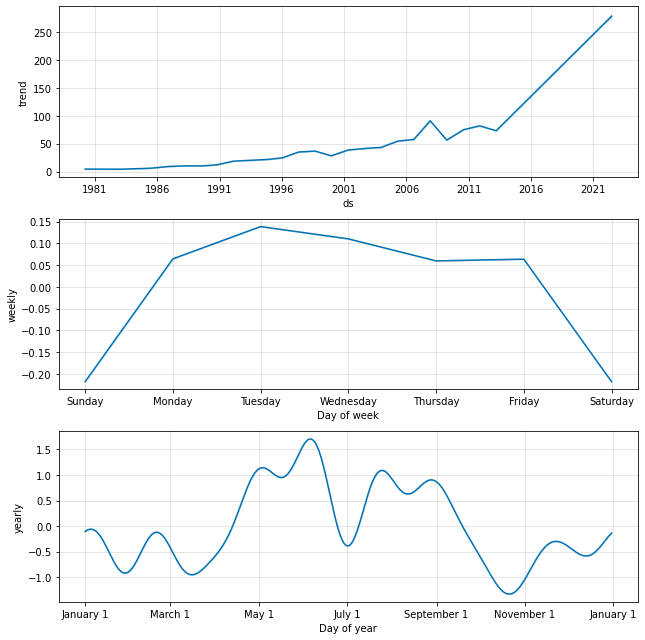 250
200
150
100
50
0
trend
1981 1986 1991 1996 2001 2006 2011 2016 2021
ds
0.15
0.10
0.05
0.00
−0.05
−0.10
−0.15
−0.20
weekly
Sunday Monday Tuesday Wednesday Thursday Friday Saturday
Day of week
1.5
1.0
0.5
0.0
−0.5
−1.0
yearly
January 1 March 1 May 1 July 1 September 1 November 1 January 1
Day of year